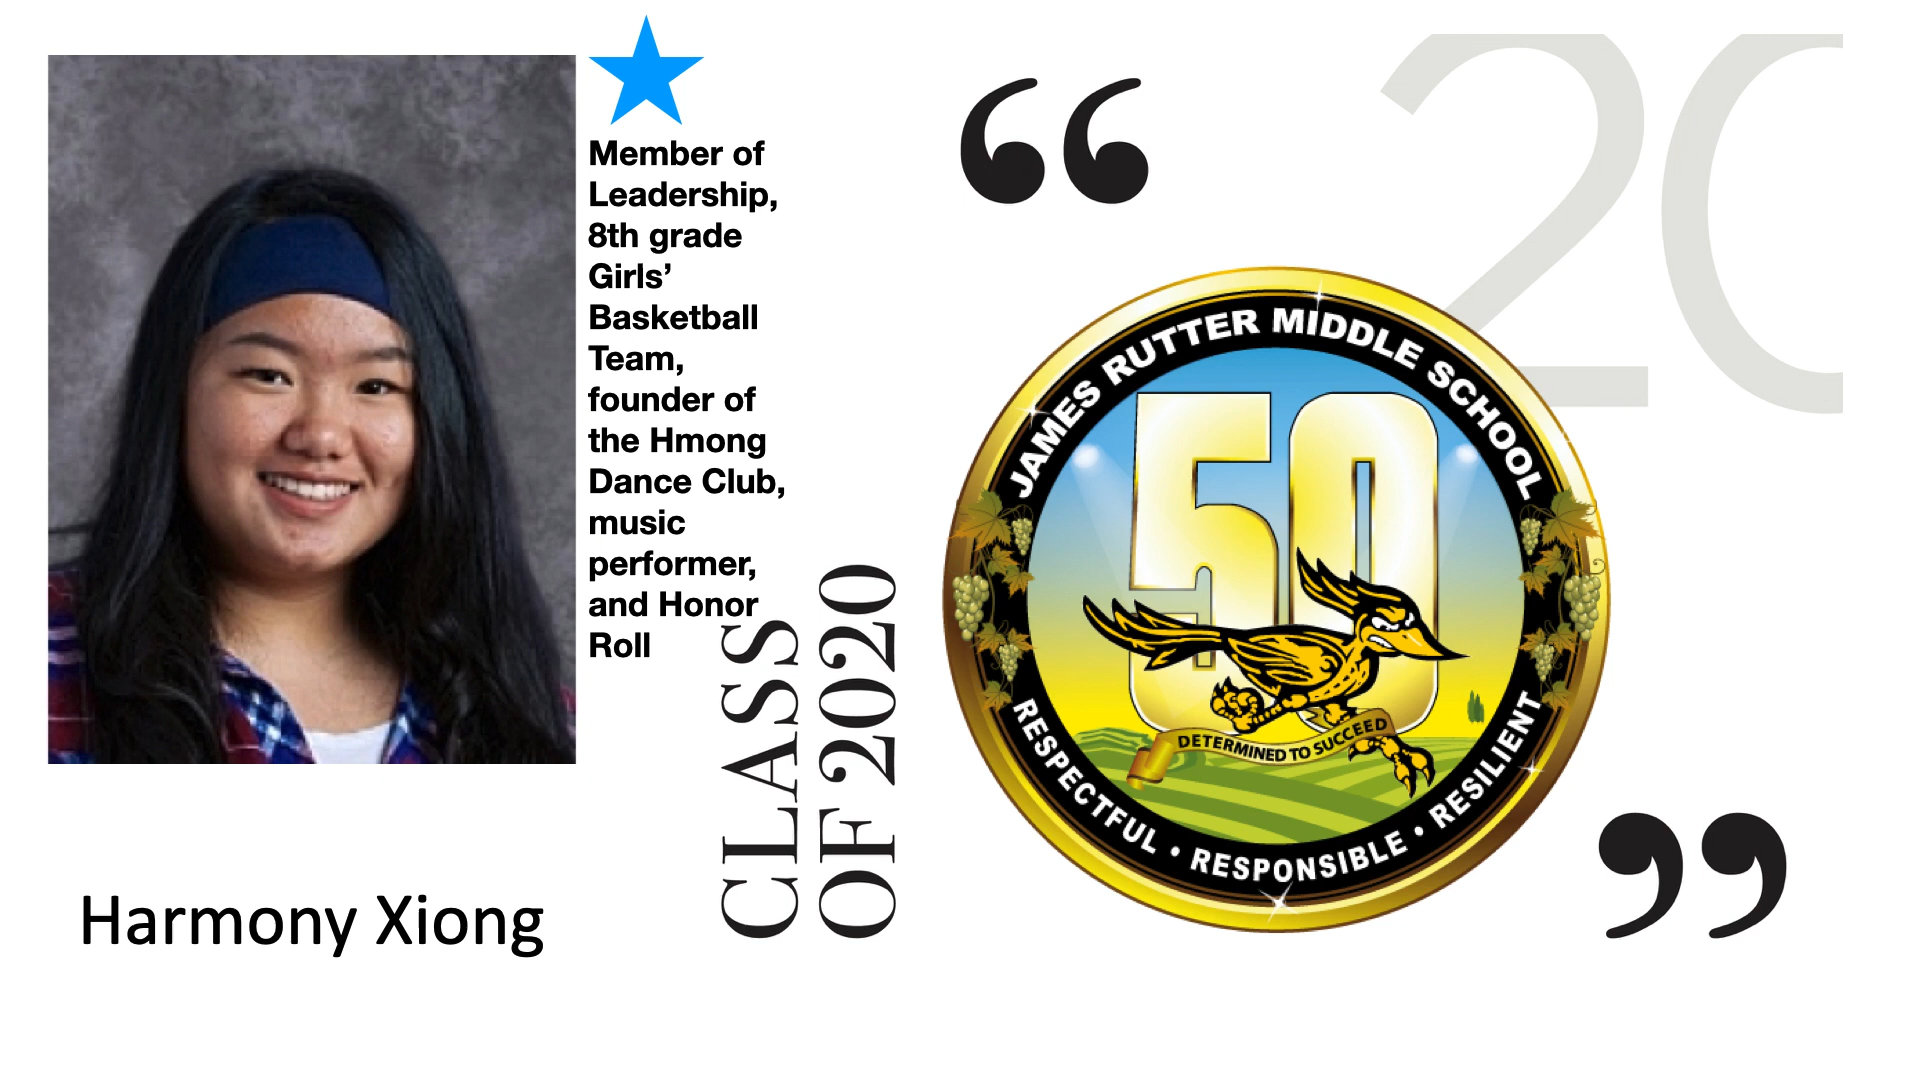 Member of
Leadership,
8th grade
Girls’
Basketball
Team,
founder of
the Hmong
Dance Club,
music
performer,
and Honor
Roll
Harmony Xiong
CLASS
OF 2020
“
20
JAMES RUTTER MIDDLE SCHOOL
50
DETERMINED TO SUCCEED
RESPECTFUL • RESPONSIBLE • RESILIENT
”